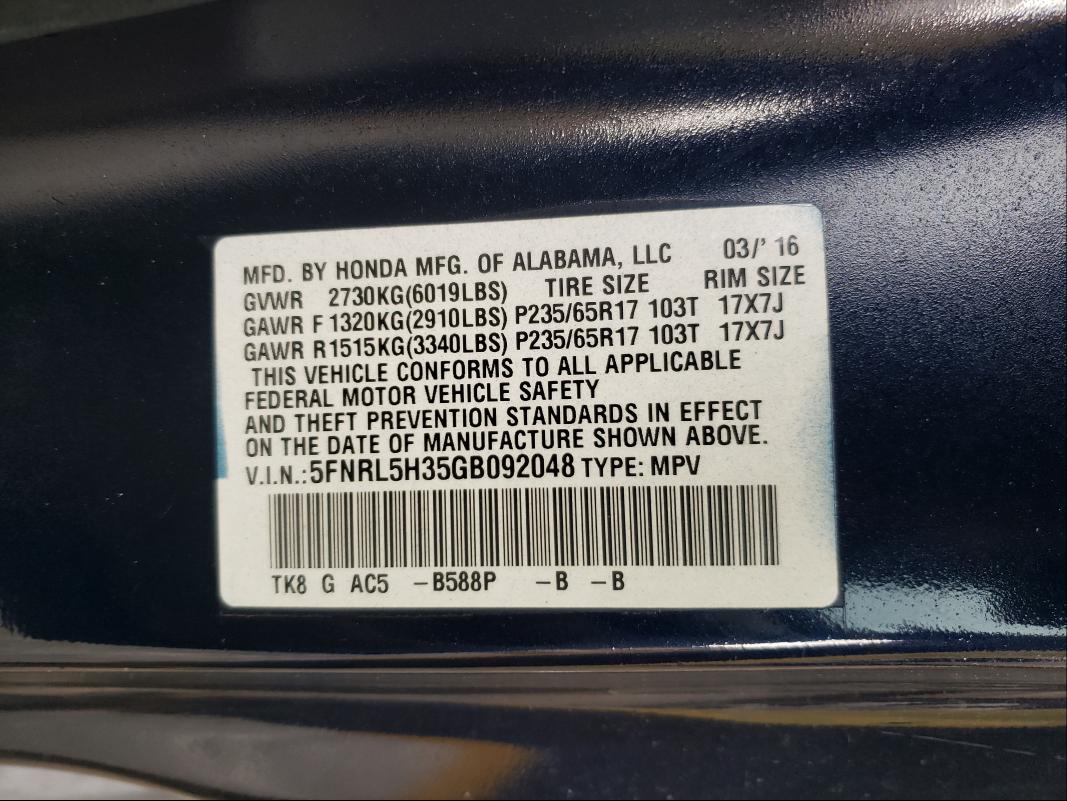 MFD. BY HONDA MFG. OF ALABAMA, LLC 03/' 16
GVWR 2730KG(6019LBS) TIRE SIZE RIM SIZE
GAWR F 1320KG(2910LBS) P235/65R17 103T 17X7J
GAWR R1515KG(3340LBS) P235/65R17 103T 17X7J
THIS VEHICLE CONFORMS TO ALL APPLICABLE
FEDERAL MOTOR VEHICLE SAFETY
AND THEFT PREVENTION STANDARDS IN EFFECT
ON THE DATE OF MANUFACTURE SHOWN ABOVE.
V.I.N.:5FNRL5H35GB092048 TYPE: MPV
TK8 G AC5 –B588P –B –B